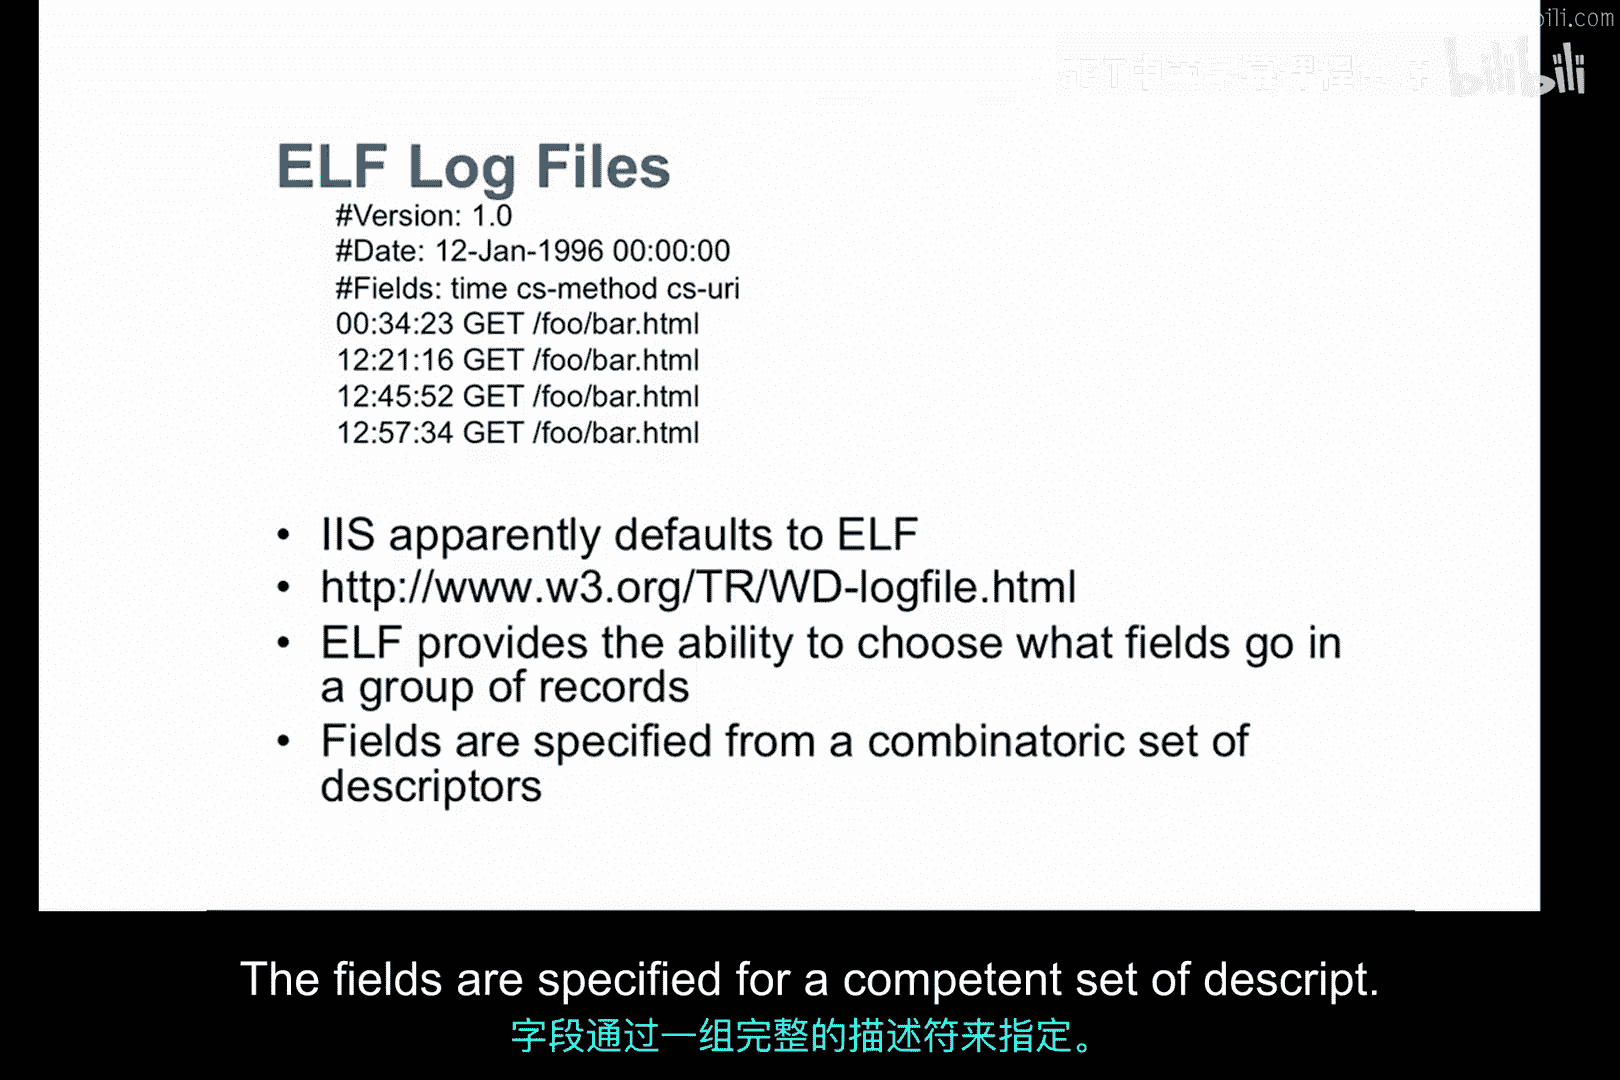 ili.com
bilibili
ELF Log Files
#Version: 1.0
#Date: 12-Jan-1996 00:00:00
#Fields: time cs-method cs-uri
00:34:23 GET /foo/bar.html
12:21:16 GET /foo/bar.html
12:45:52 GET /foo/bar.html
12:57:34 GET /foo/bar.html
• IIS apparently defaults to ELF
• http://www.w3.org/TR/WD-logfile.html
• ELF provides the ability to choose what fields go in
a group of records
• Fields are specified from a combinatoric set of
descriptors
The fields are specified for a competent set of descript.
字段通过一组完整的描述符来指定。